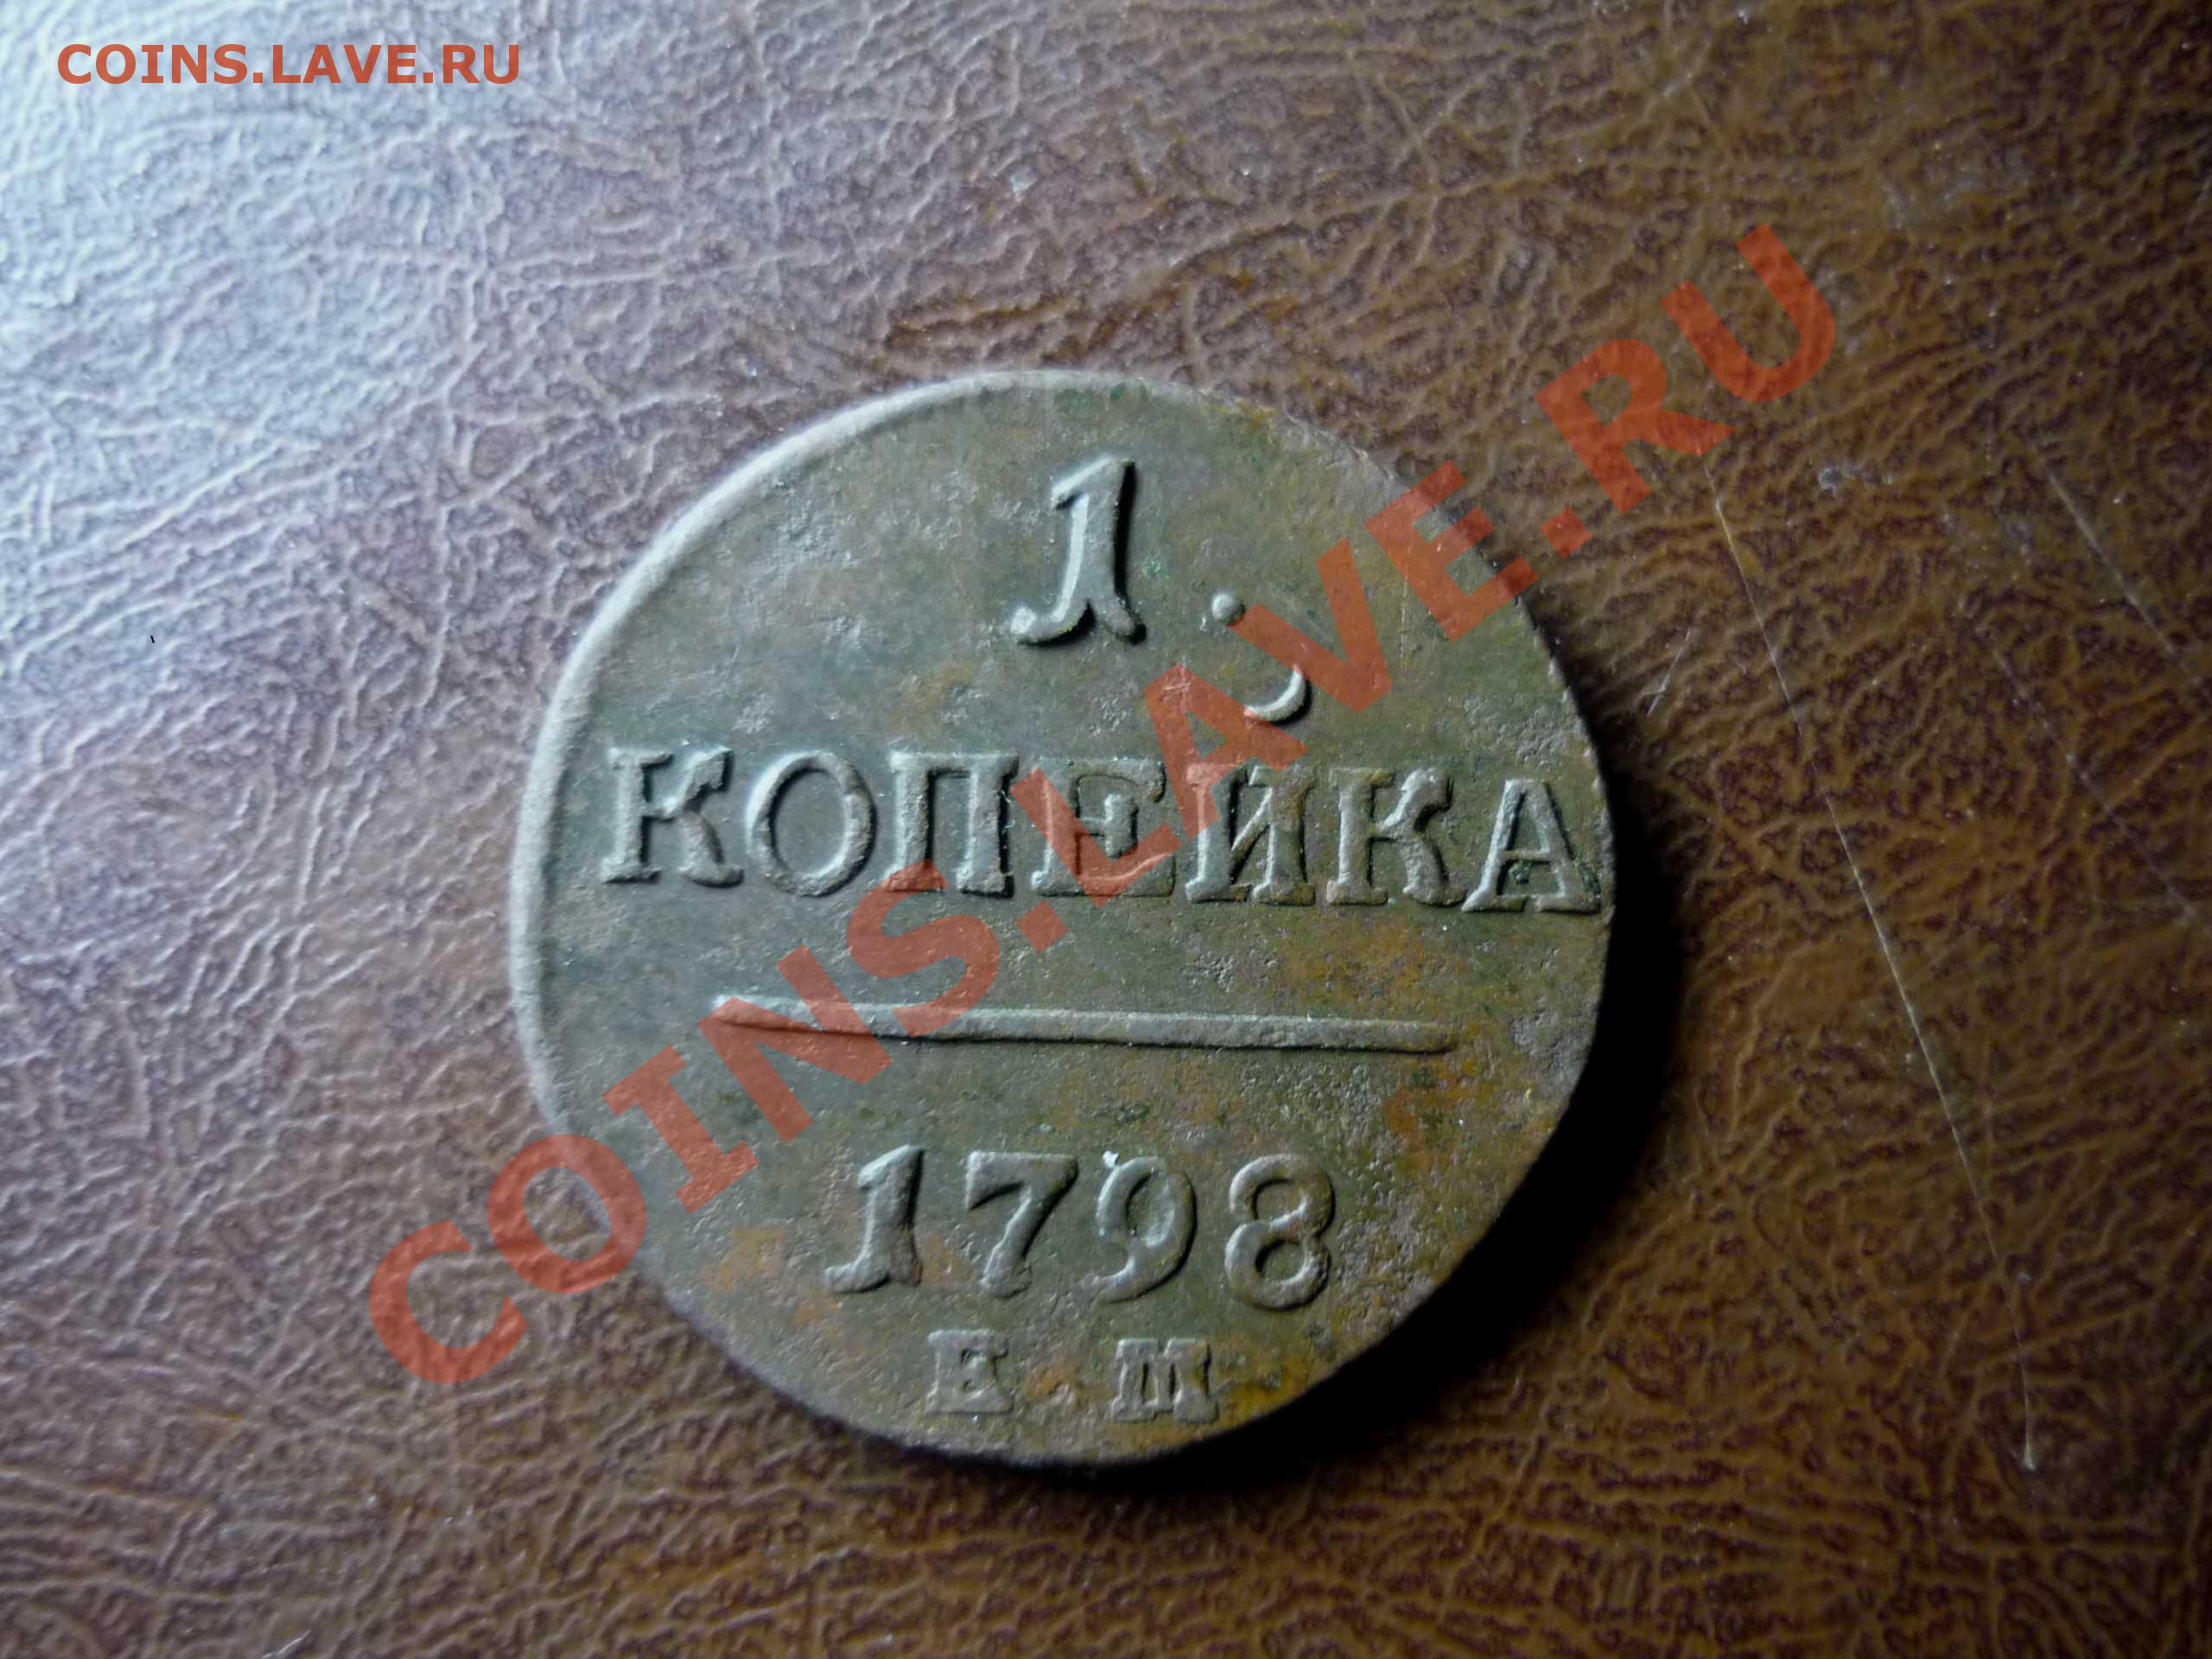 COINS.LAVE.RU
1.
КОПЕЙКА
1798
Е М
COINS.LAVE.RU